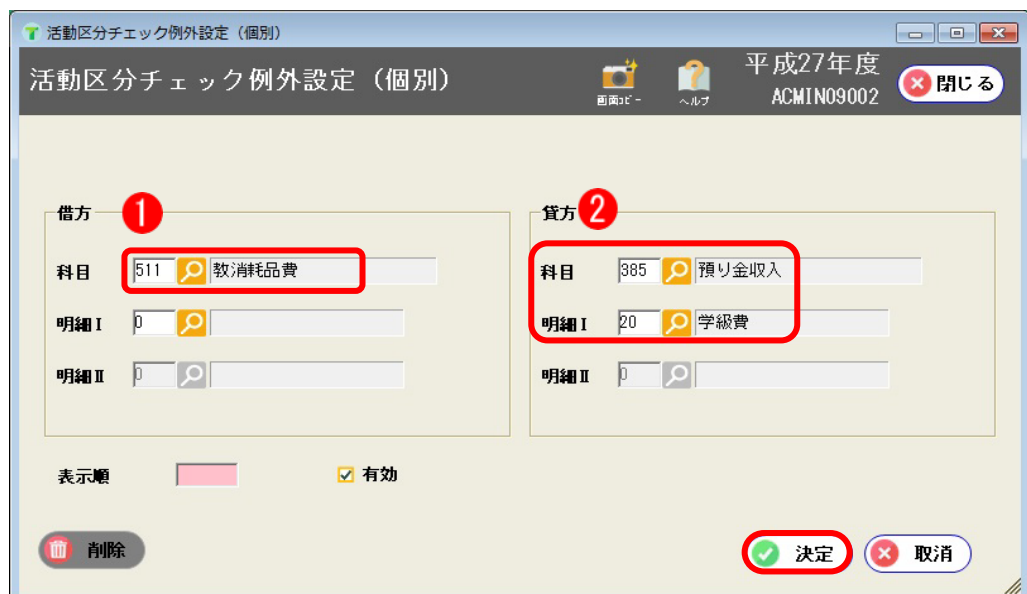 活動区分チェック例外設定（個別）
活動区分チェック例外設定（個別）
画面ｺﾋﾟｰ
ヘルプ
平成27年度
ACMIN09002
閉じる
借方 1
科目 511 教消耗品費
明細Ⅰ 0
明細Ⅱ 0
貸方 2
科目 385 預り金収入
明細Ⅰ 20 学級費
明細Ⅱ 0
表示順
有効
削除
決定
取消